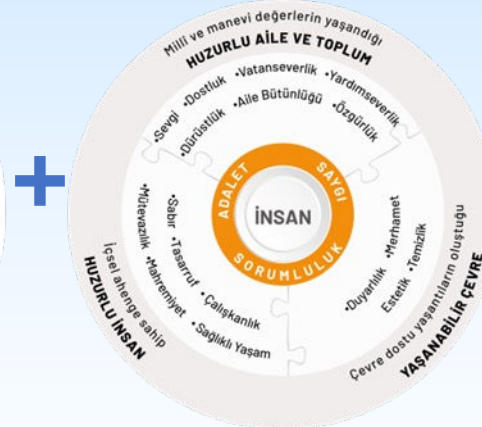 +
Millî ve manevi değerlerin yaşandığı
HUZURLU AİLE VE TOPLUM
•Sevgi •Dostluk •Vatanseverlik •Yardımseverlik
•Dürüstlük •Aile Bütünlüğü •Özgürlük
ADALET
SAYGI
SORUMLULUK
İNSAN
•Mütevazılık •Sabır •Tasarruf •Çalışkanlık
•Mahremiyet •Sağlıklı Yaşam
İçsel ahenge sahip
HUZURLU İNSAN
•Duyarlılık •Merhamet
Estetik •Temizlik
Çevre dostu yaşantıların oluştuğu
YAŞANABİLİR ÇEVRE